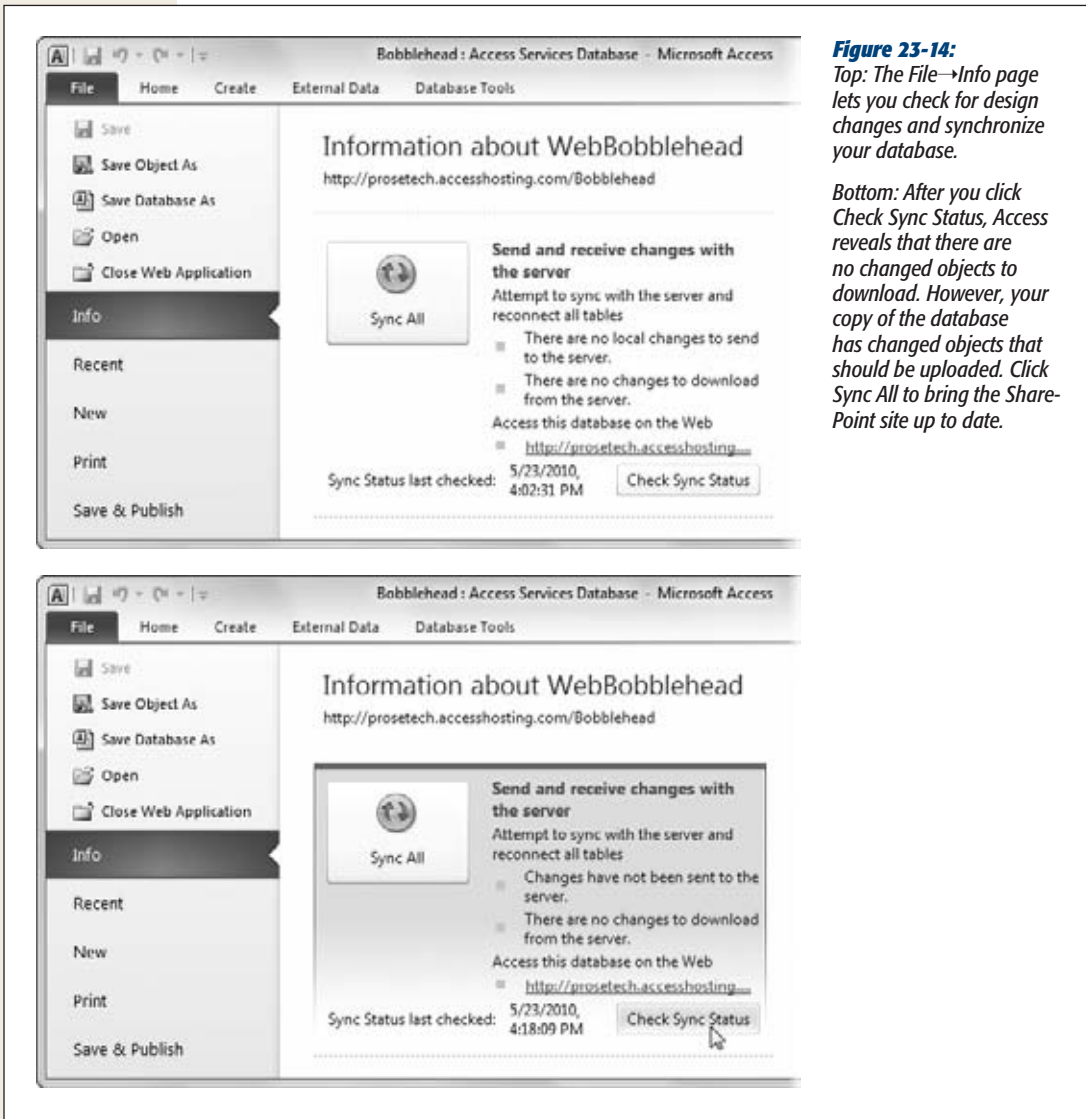 Bobblehead : Access Services Database - Microsoft Access
File Home Create External Data Database Tools
Save
Save Object As
Save Database As
Open
Close Web Application
Info
Recent
New
Print
Save & Publish
Information about WebBobblehead
http://prosetech.accesshosting.com/Bobblehead
Sync All
Send and receive changes with
the server
Attempt to sync with the server and
reconnect all tables
There are no local changes to send
to the server.
There are no changes to download
from the server.
Access this database on the Web
http://prosetech.accesshosting....
Sync Status last checked:
5/23/2010,
4:02:31 PM
Check Sync Status
Figure 23-14:
Top: The File→Info page
lets you check for design
changes and synchronize
your database.
Bottom: After you click
Check Sync Status, Access
reveals that there are
no changed objects to
download. However, your
copy of the database
has changed objects that
should be uploaded. Click
Sync All to bring the Share-
Point site up to date.
Bobblehead : Access Services Database - Microsoft Access
File Home Create External Data Database Tools
Save
Save Object As
Save Database As
Open
Close Web Application
Info
Recent
New
Print
Save & Publish
Information about WebBobblehead
http://prosetech.accesshosting.com/Bobblehead
Sync All
Send and receive changes with
the server
Attempt to sync with the server and
reconnect all tables
Changes have not been sent to the
server.
There are no changes to download
from the server.
Access this database on the Web
http://prosetech.accesshosting....
Sync Status last checked:
5/23/2010,
4:18:09 PM
Check Sync Status